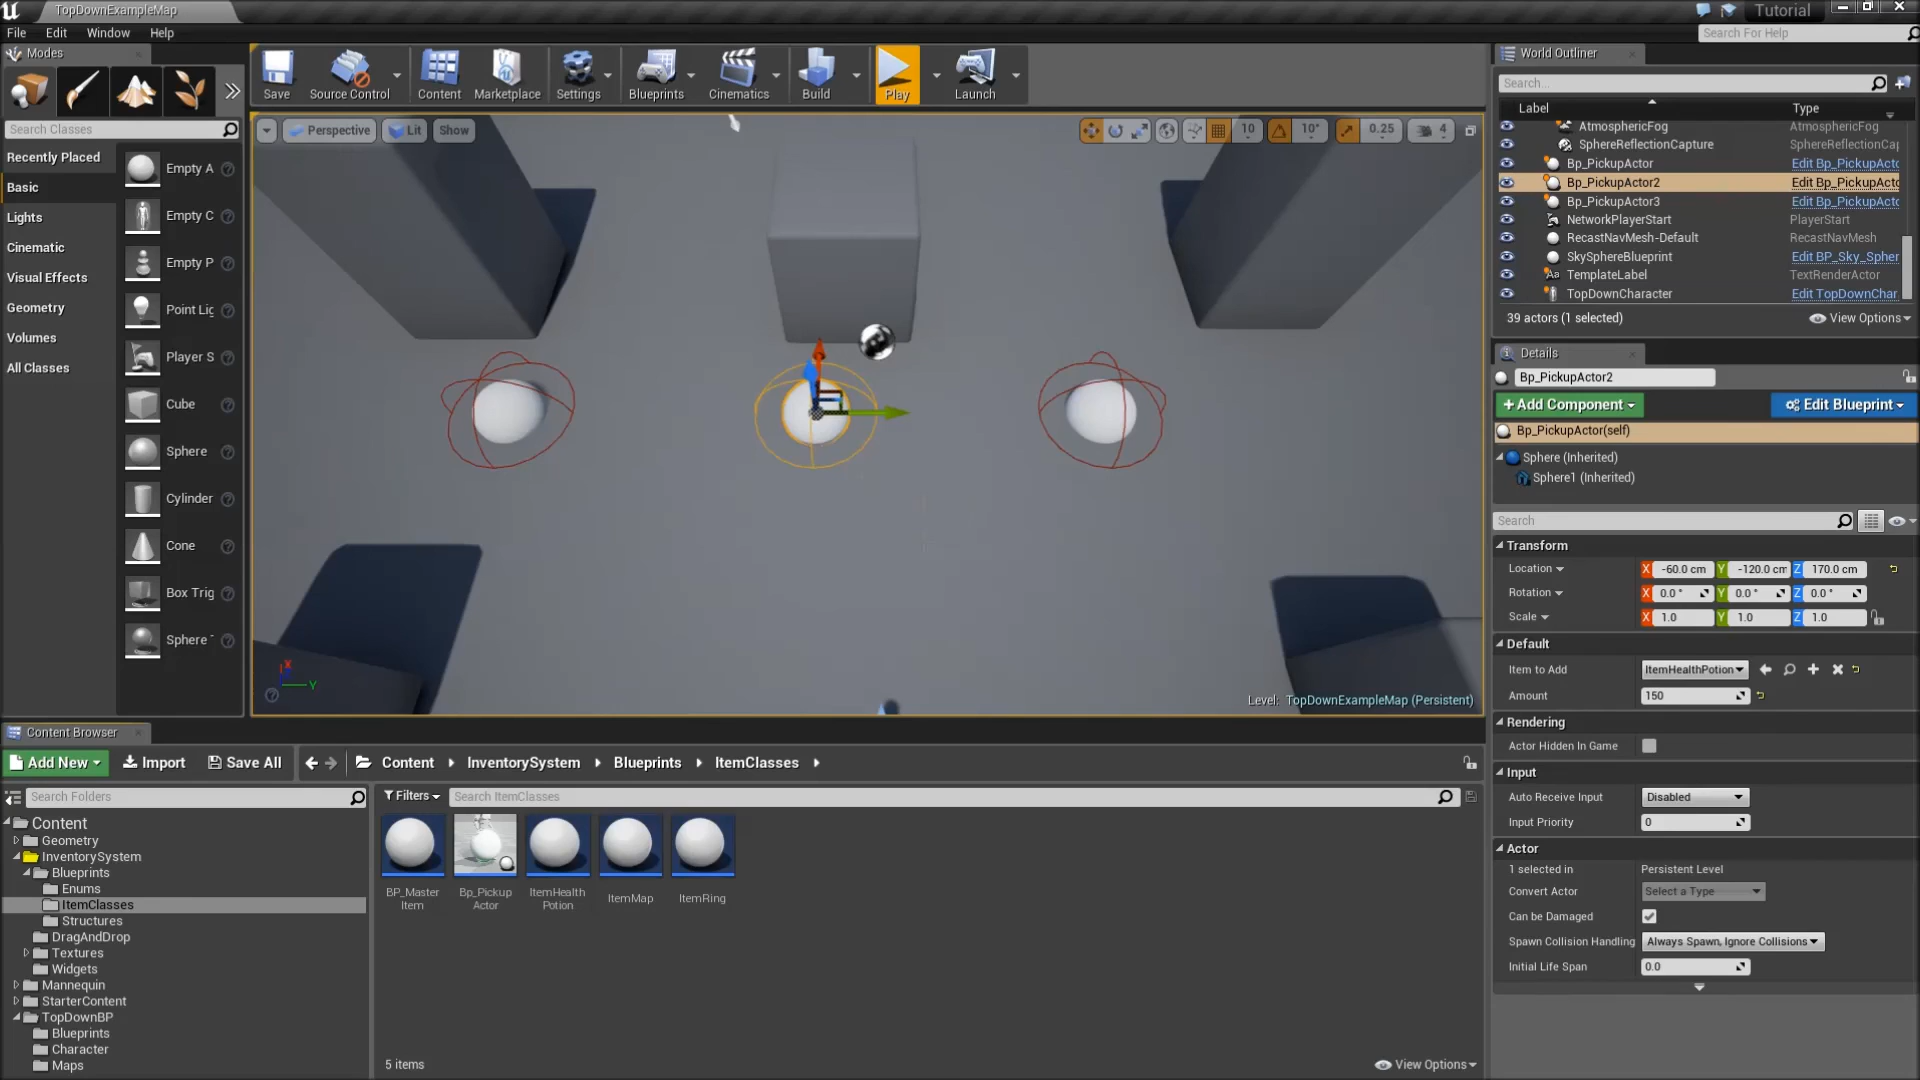 TopDownExampleMap
Tutorial
File Edit Window Help
Search For Help
Modes
Save
Source Control
Content
Marketplace
Settings
Blueprints
Cinematics
Build
Play
Launch
Search Classes
Recently Placed
Basic
Lights
Cinematic
Visual Effects
Geometry
Volumes
All Classes
Empty A
Empty C
Empty P
Point Lig
Player S
Cube
Sphere
Cylinder
Cone
Box Trig
Sphere
Perspective Lit Show
10 10° 0.25 4
X
Y
Level: TopDownExampleMap (Persistent)
World Outliner
Search...
Label Type
AtmosphericFog AtmosphericFog
SphereReflectionCapture SphereReflectionCap
Bp_PickupActor Edit Bp_PickupActo
Bp_PickupActor2 Edit Bp_PickupActo
Bp_PickupActor3 Edit Bp_PickupActo
NetworkPlayerStart PlayerStart
RecastNavMesh-Default RecastNavMesh
SkySphereBlueprint Edit BP_Sky_Spher
TemplateLabel TextRenderActor
TopDownCharacter Edit TopDownChar
39 actors (1 selected) View Options
Details
Bp_PickupActor2
+Add Component Edit Blueprint
Bp_PickupActor(self)
Sphere (Inherited)
Sphere1 (Inherited)
Search
Transform
Location X -60.0 cm Y -120.0 cm Z 170.0 cm
Rotation X 0.0 ° Y 0.0 ° Z 0.0 °
Scale X 1.0 Y 1.0 Z 1.0
Default
Item to Add ItemHealthPotion
Amount 150
Rendering
Actor Hidden In Game
Input
Auto Receive Input Disabled
Input Priority 0
Actor
1 selected in Persistent Level
Convert Actor Select a Type
Can be Damaged
Spawn Collision Handling Always Spawn, Ignore Collisions
Initial Life Span 0.0
Content Browser
Add New Import Save All Content InventorySystem Blueprints ItemClasses
Search Folders
Filters Search ItemClasses
Content
Geometry
InventorySystem
Blueprints
Enums
ItemClasses
Structures
DragAndDrop
Textures
Widgets
Mannequin
StarterContent
TopDownBP
Blueprints
Character
Maps
BP_Master
Item
Bp_Pickup
Actor
ItemHealth
Potion
ItemMap
ItemRing
5 items View Options